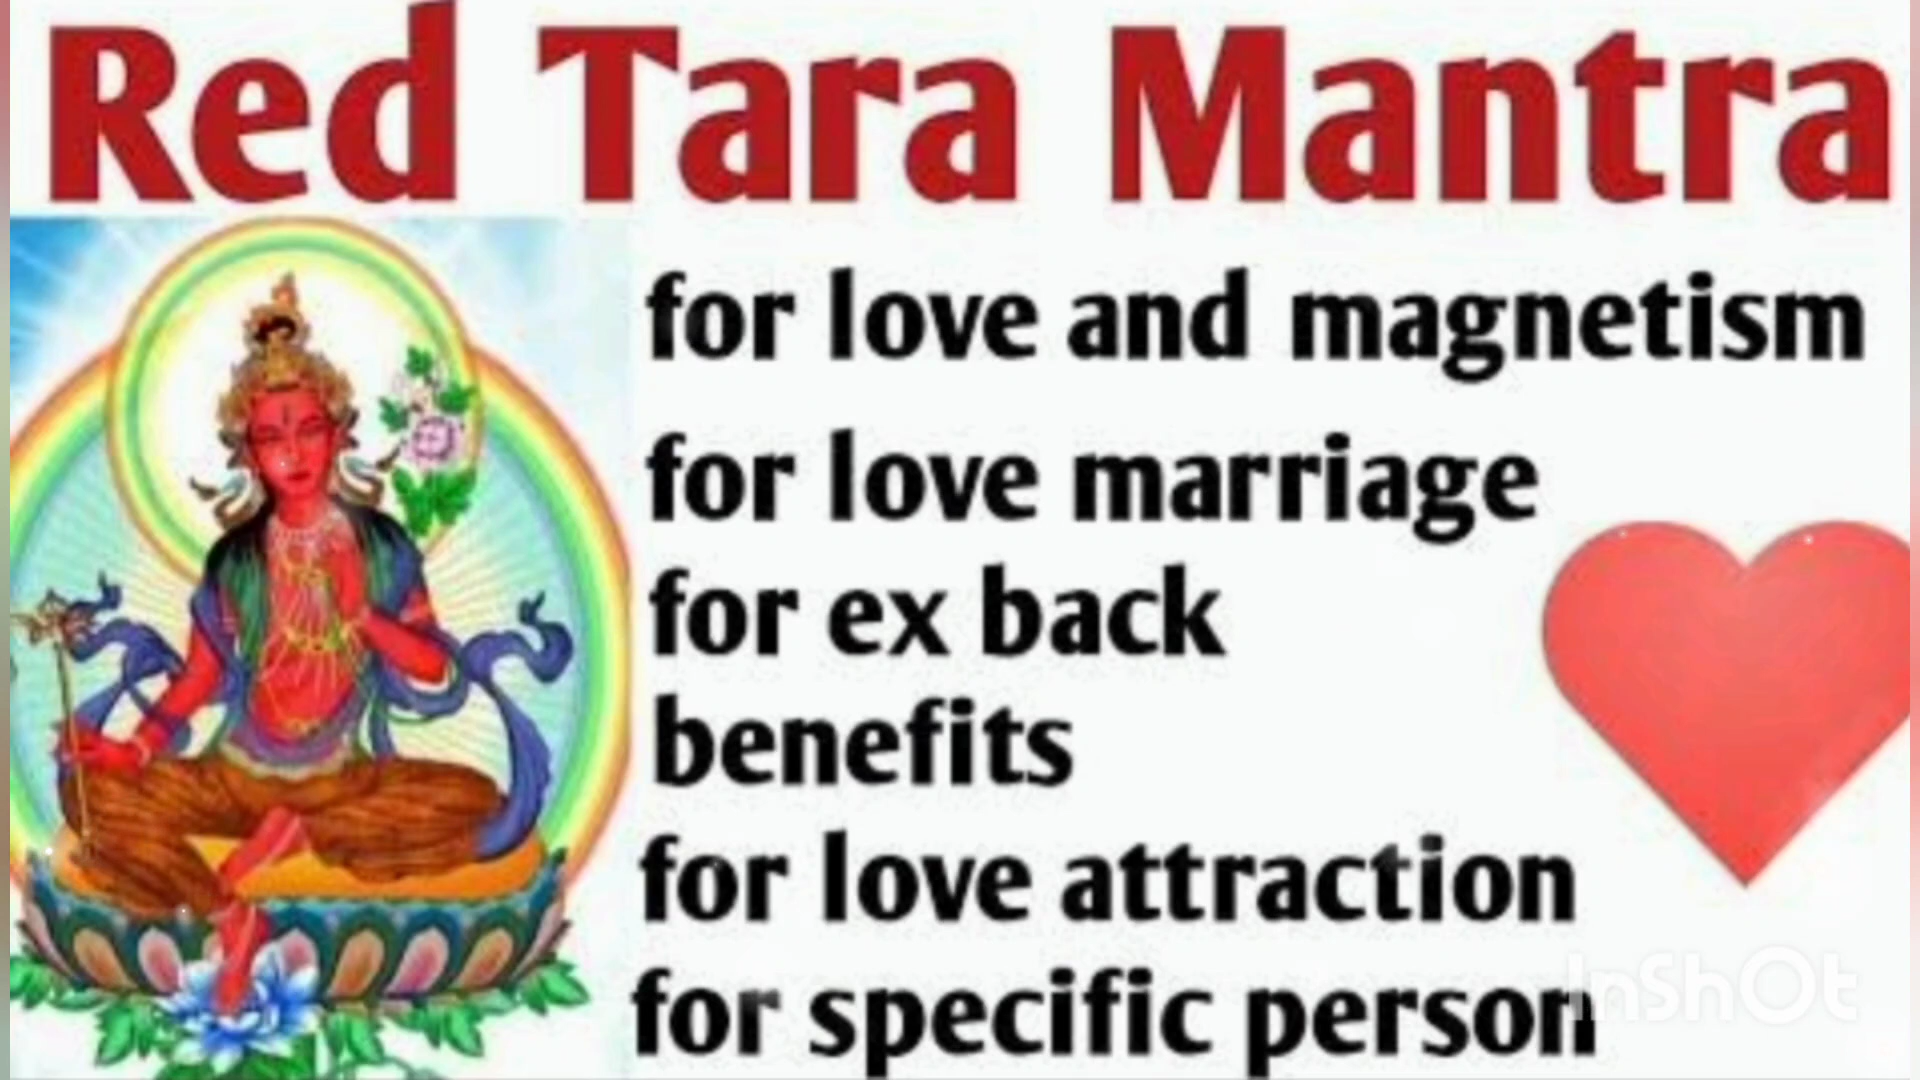 Red Tara Mantra
for love and magnetism
for love marriage
for ex back
benefits
for love attraction
for specific person
InShOt